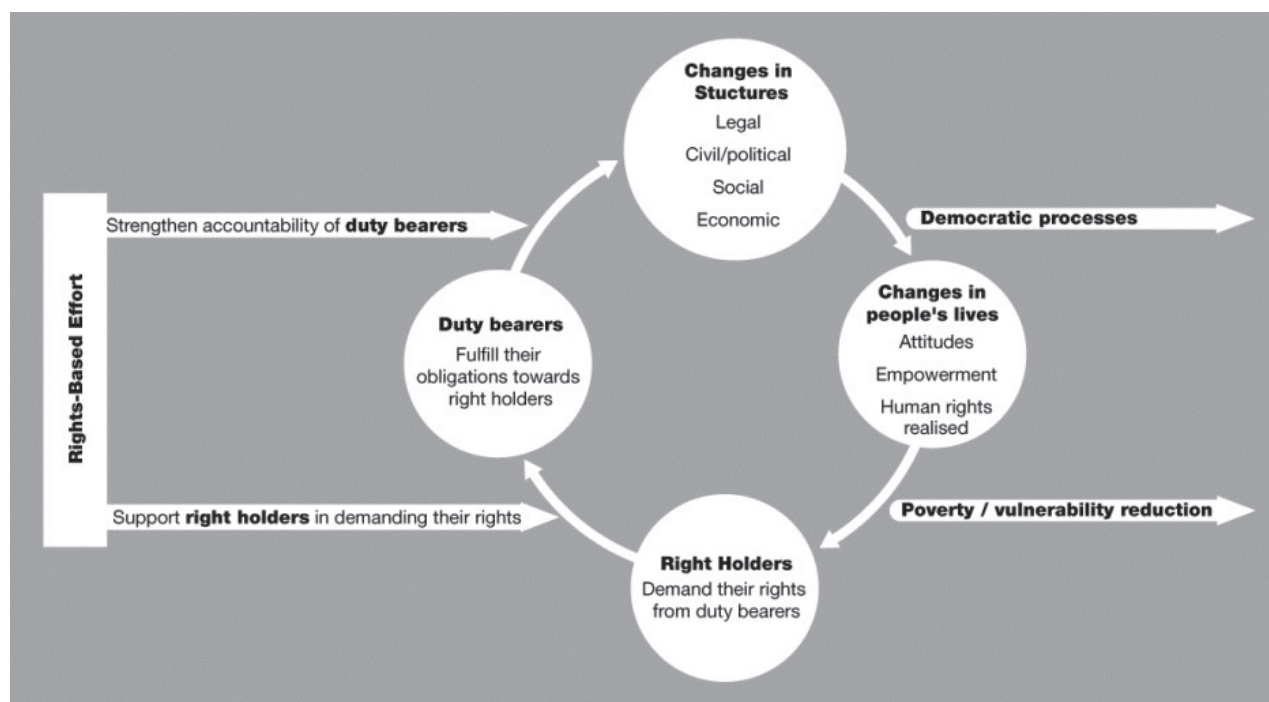 Rights-Based Effort
Strengthen accountability of duty bearers
Support right holders in demanding their rights
Changes in
Stuctures
Legal
Civil/political
Social
Economic
Duty bearers
Fulfill their
obligations towards
right holders
Changes in
people's lives
Attitudes
Empowerment
Human rights
realised
Right Holders
Demand their rights
from duty bearers
Democratic processes
Poverty / vulnerability reduction